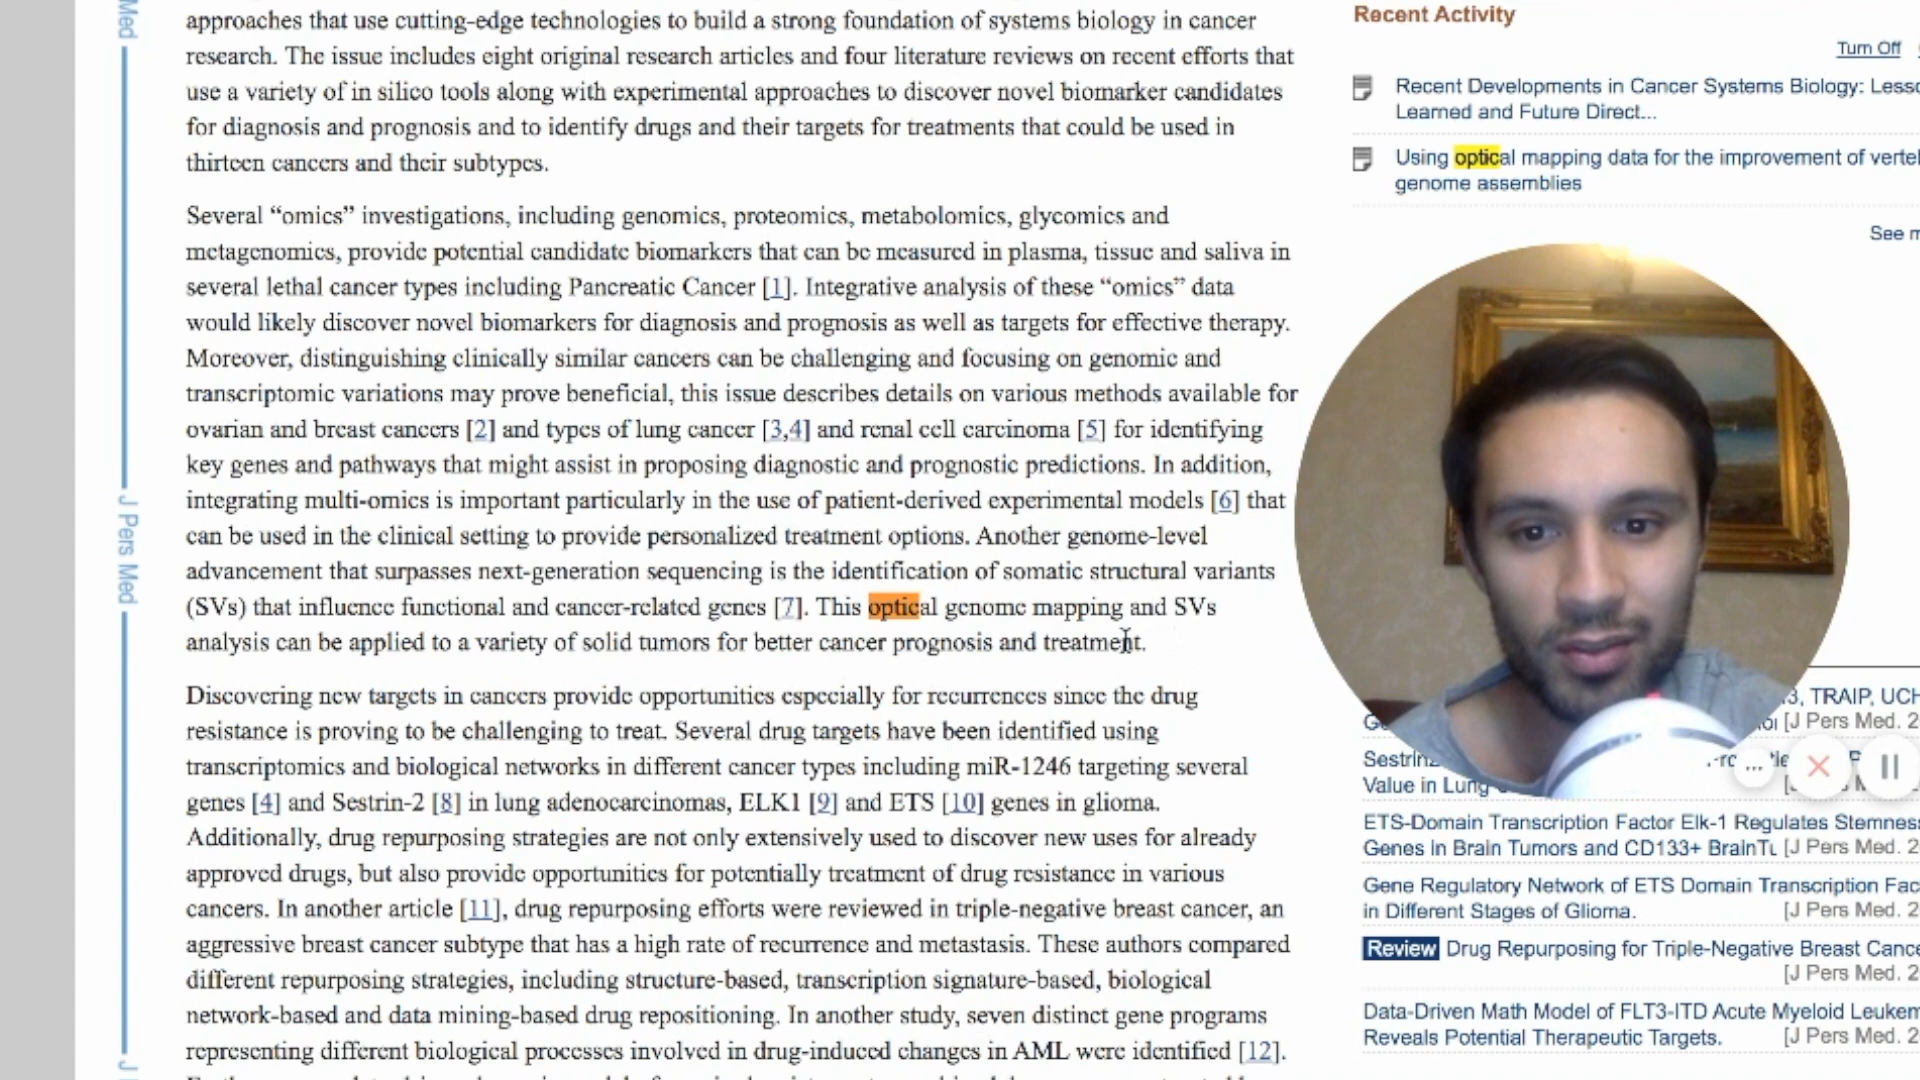 approaches that use cutting-edge technologies to build a strong foundation of systems biology in cancer
research. The issue includes eight original research articles and four literature reviews on recent efforts that
use a variety of in silico tools along with experimental approaches to discover novel biomarker candidates
for diagnosis and prognosis and to identify drugs and their targets for treatments that could be used in
thirteen cancers and their subtypes.
Several “omics” investigations, including genomics, proteomics, metabolomics, glycomics and
metagenomics, provide potential candidate biomarkers that can be measured in plasma, tissue and saliva in
several lethal cancer types including Pancreatic Cancer [1]. Integrative analysis of these “omics” data
would likely discover novel biomarkers for diagnosis and prognosis as well as targets for effective therapy.
Moreover, distinguishing clinically similar cancers can be challenging and focusing on genomic and
transcriptomic variations may prove beneficial, this issue describes details on various methods available for
ovarian and breast cancers [2] and types of lung cancer [3,4] and renal cell carcinoma [5] for identifying
key genes and pathways that might assist in proposing diagnostic and prognostic predictions. In addition,
integrating multi-omics is important particularly in the use of patient-derived experimental models [6] that
can be used in the clinical setting to provide personalized treatment options. Another genome-level
advancement that surpasses next-generation sequencing is the identification of somatic structural variants
(SVs) that influence functional and cancer-related genes [7]. This optical genome mapping and SVs
analysis can be applied to a variety of solid tumors for better cancer prognosis and treatment.
Discovering new targets in cancers provide opportunities especially for recurrences since the drug
resistance is proving to be challenging to treat. Several drug targets have been identified using
transcriptomics and biological networks in different cancer types including miR-1246 targeting several
genes [4] and Sestrin-2 [8] in lung adenocarcinomas, ELK1 [9] and ETS [10] genes in glioma.
Additionally, drug repurposing strategies are not only extensively used to discover new uses for already
approved drugs, but also provide opportunities for potentially treatment of drug resistance in various
cancers. In another article [11], drug repurposing efforts were reviewed in triple-negative breast cancer, an
aggressive breast cancer subtype that has a high rate of recurrence and metastasis. These authors compared
different repurposing strategies, including structure-based, transcription signature-based, biological
network-based and data mining-based drug repositioning. In another study, seven distinct gene programs
representing different biological processes involved in drug-induced changes in AML were identified [12].
Med
J Pers Med
J
Recent Activity
Turn Off
Recent Developments in Cancer Systems Biology:
Learned and Future Direct...
Using optical mapping data for the improvement of
genome assemblies
See
TRAIP,
[J Pers Med. 2
Value in Lung
ETS-Domain Transcription Factor Elk-1 Regulates
Genes in Brain Tumors and CD133+ [J Pers Med. 2
Gene Regulatory Network of ETS Domain Transcription
in Different Stages of Glioma. [J Pers Med. 2
Review Drug Repurposing for Triple-Negative Breast
[J Pers Med. 2
Data-Driven Math Model of FLT3-ITD Acute Myeloid
Reveals Potential Therapeutic Targets. [J Pers Med. 2